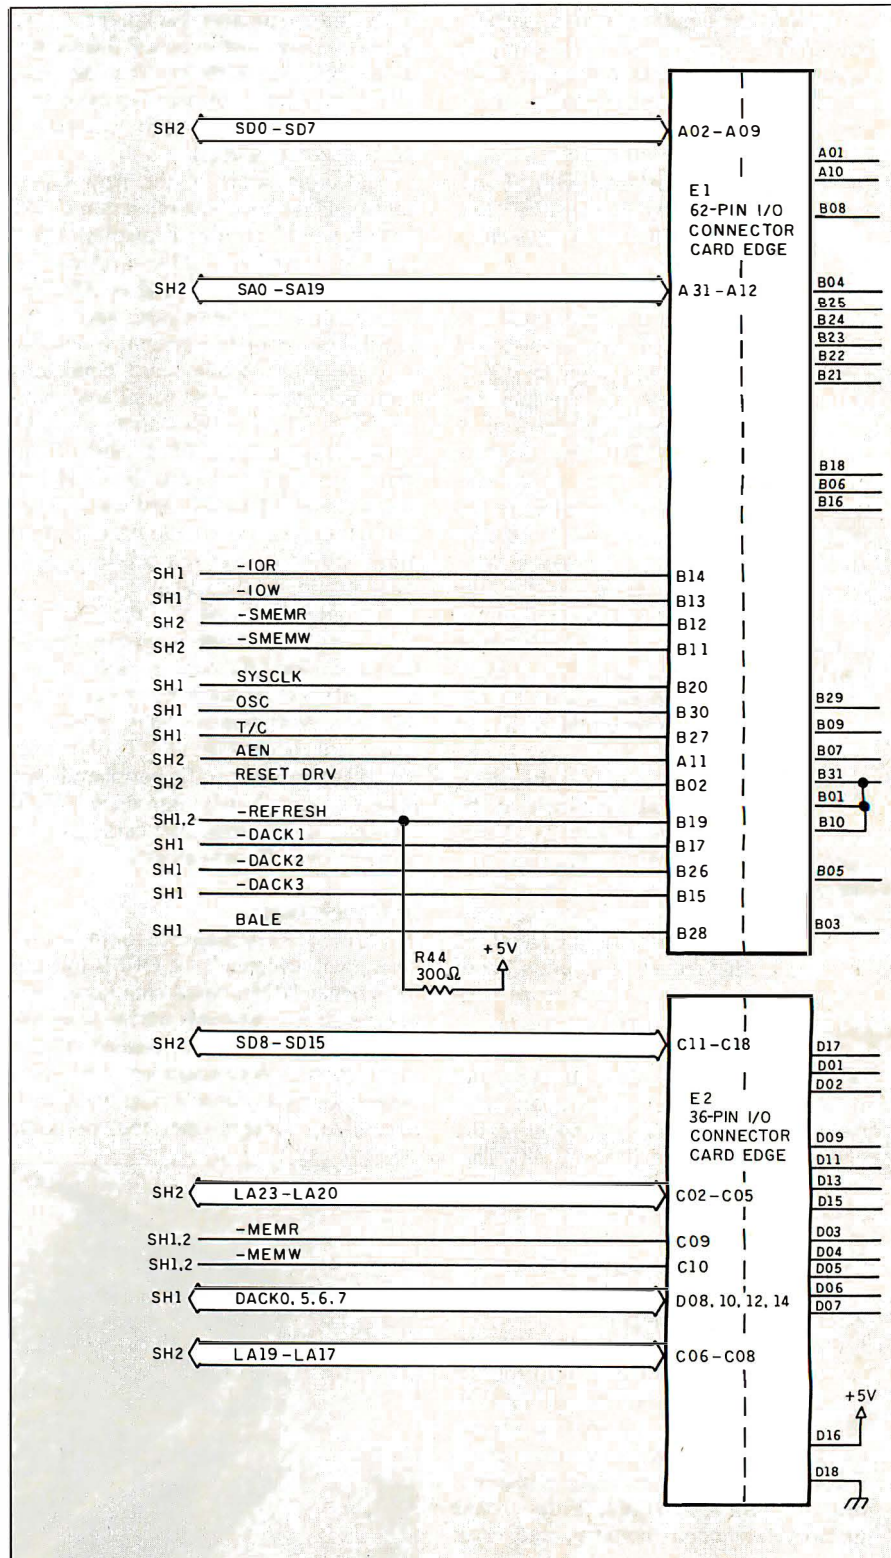 SH2 SD0-SD7 A02-A09
A01
A10
E1
62-PIN I/O
CONNECTOR
CARD EDGE
B08
SH2 SA0-SA19 A31-A12
B04
B25
B24
B23
B22
B21
B18
B06
B16
SH1 -IOR B14
SH1 -IOW B13
SH2 -SMEMR B12
SH2 -SMEMW B11
SH1 SYSCLK B20
SH1 OSC B30 B29
SH1 T/C B27 B09
SH2 AEN A11 B07
SH2 RESET DRV B02 B31
B01
SH1,2 -REFRESH B19 B10
SH1 -DACK1 B17
SH1 -DACK2 B26 B05
SH1 -DACK3 B15
SH1 BALE B28 B03
R44
300Ω
+5V
SH2 SD8-SD15 C11-C18
D17
D01
D02
E2
36-PIN I/O
CONNECTOR
CARD EDGE
D09
D11
D13
D15
SH2 LA23-LA20 C02-C05
SH1,2 -MEMR C09 D03
SH1,2 -MEMW C10 D04
D05
SH1 DACK0,5,6,7 D08,10,12,14 D06
D07
SH2 LA19-LA17 C06-C08
+5V
D16
D18